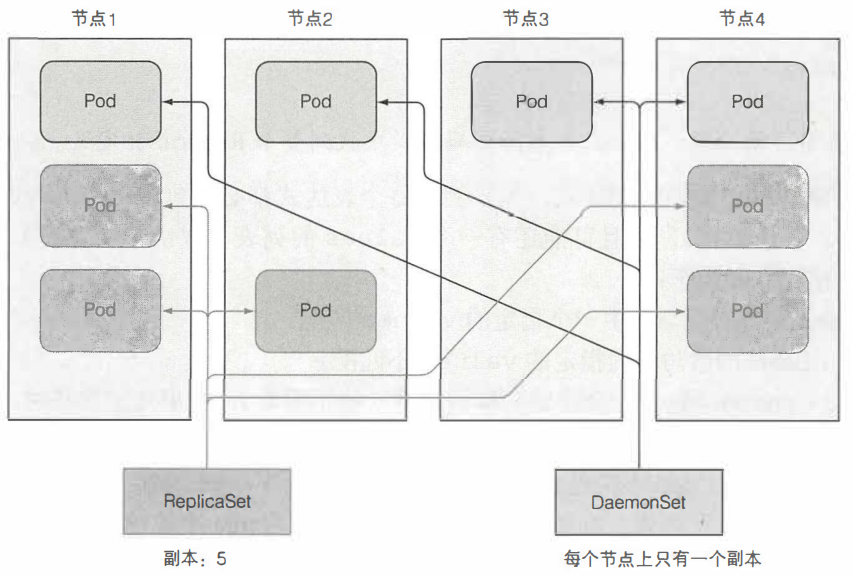 节点1 节点2 节点3 节点4
Pod Pod Pod Pod
Pod Pod
Pod Pod Pod
ReplicaSet DaemonSet
副本：5 每个节点上只有一个副本